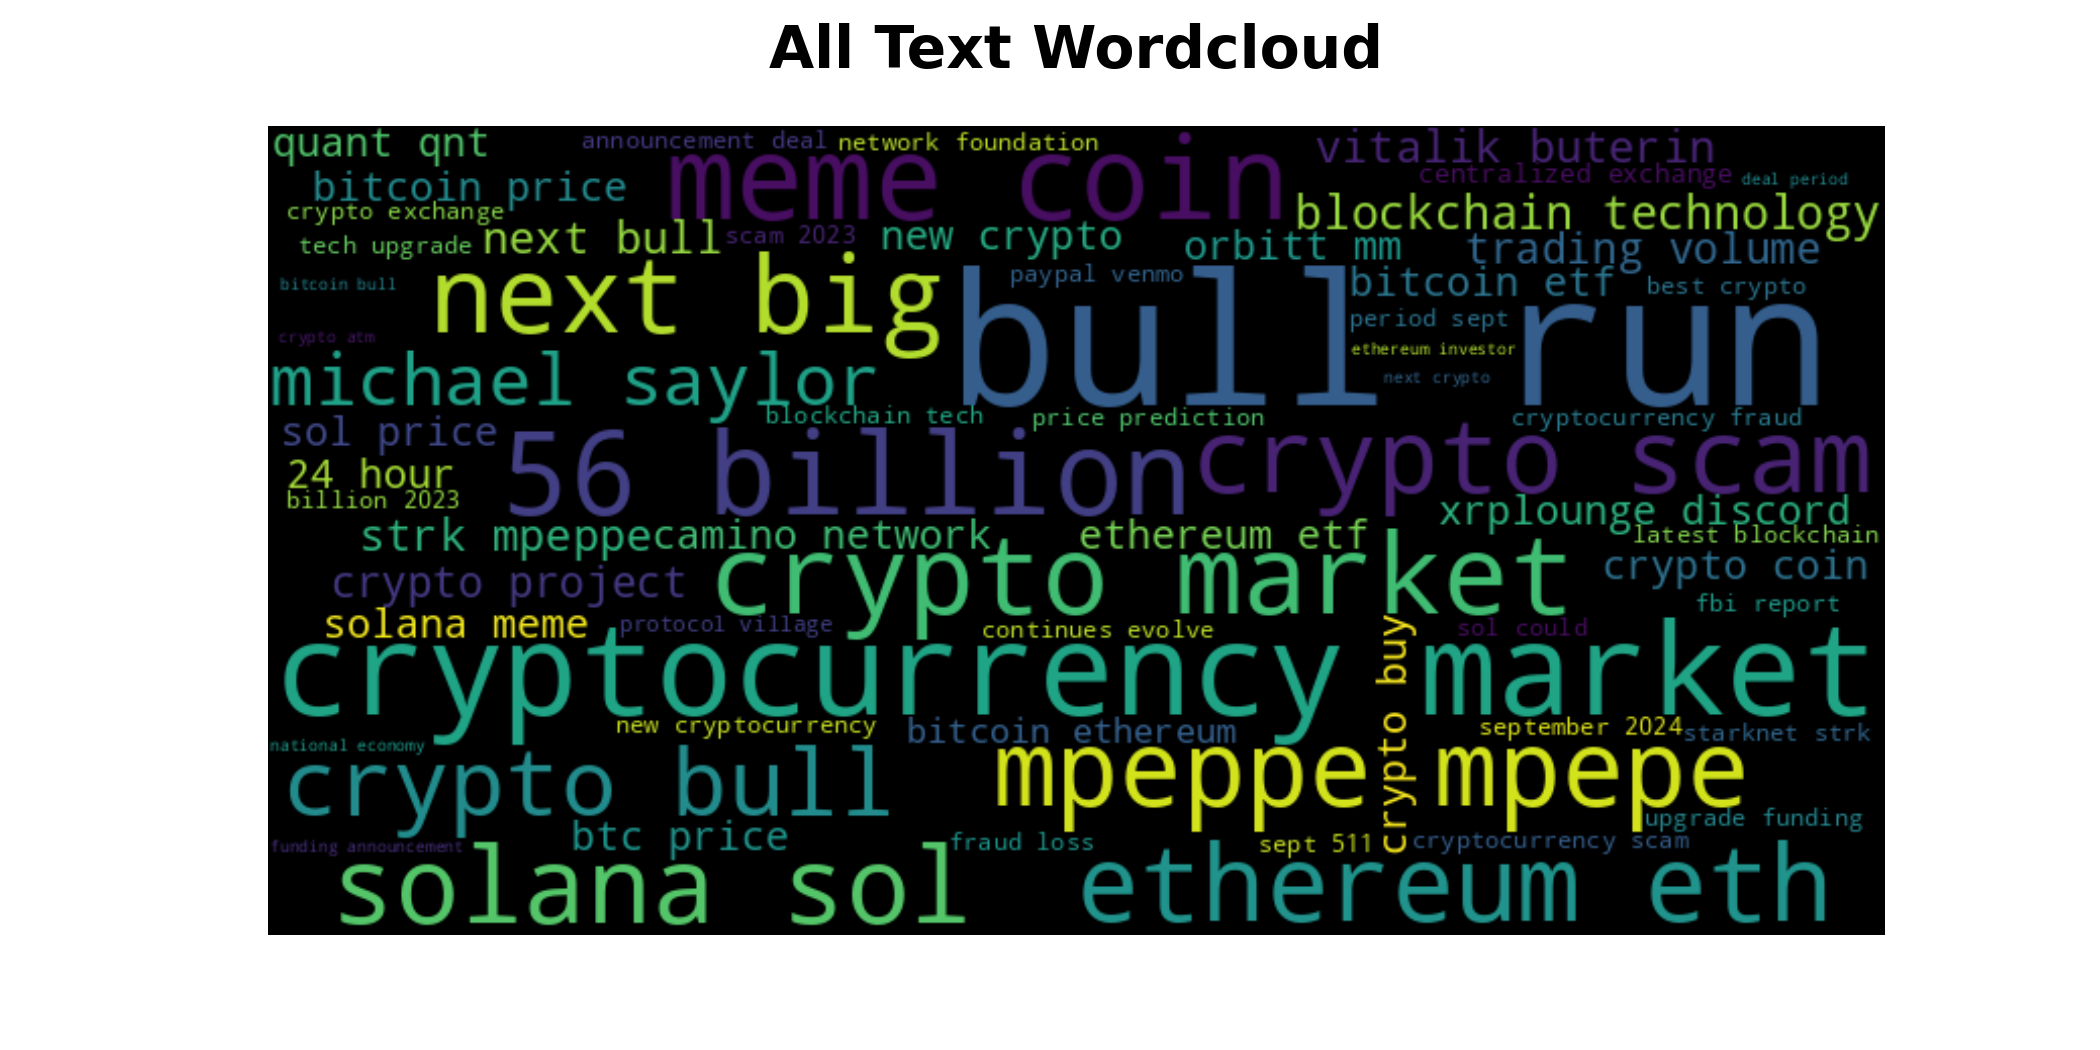 All Text Wordcloud
quant qnt
announcement deal
network foundation
vitalik buterin
meme coin
centralized exchange
deal period
bitcoin price
crypto exchange
blockchain technology
tech upgrade
next bull
scam 2023
new crypto
orbitt mm
trading volume
bitcoin bull
next big
paypal venmo
bitcoin etf
best crypto
bull run
period sept
crypto atm
ethereum investor
michael saylor
next crypto
blockchain tech
price prediction
cryptocurrency fraud
sol price
56 billion
crypto scam
24 hour
billion 2023
xrplounge discord
strk mpeppe
camino network
ethereum etf
latest blockchain
crypto project
crypto market
crypto coin
fbi report
solana meme
protocol village
continues evolve
sol could
cryptocurrency market
crypto buy
new cryptocurrency
bitcoin ethereum
september 2024
starknet strk
national economy
crypto bull
mpeppe mpepe
upgrade funding
btc price
fraud loss
sept 511
cryptocurrency scam
funding announcement
solana sol
ethereum eth